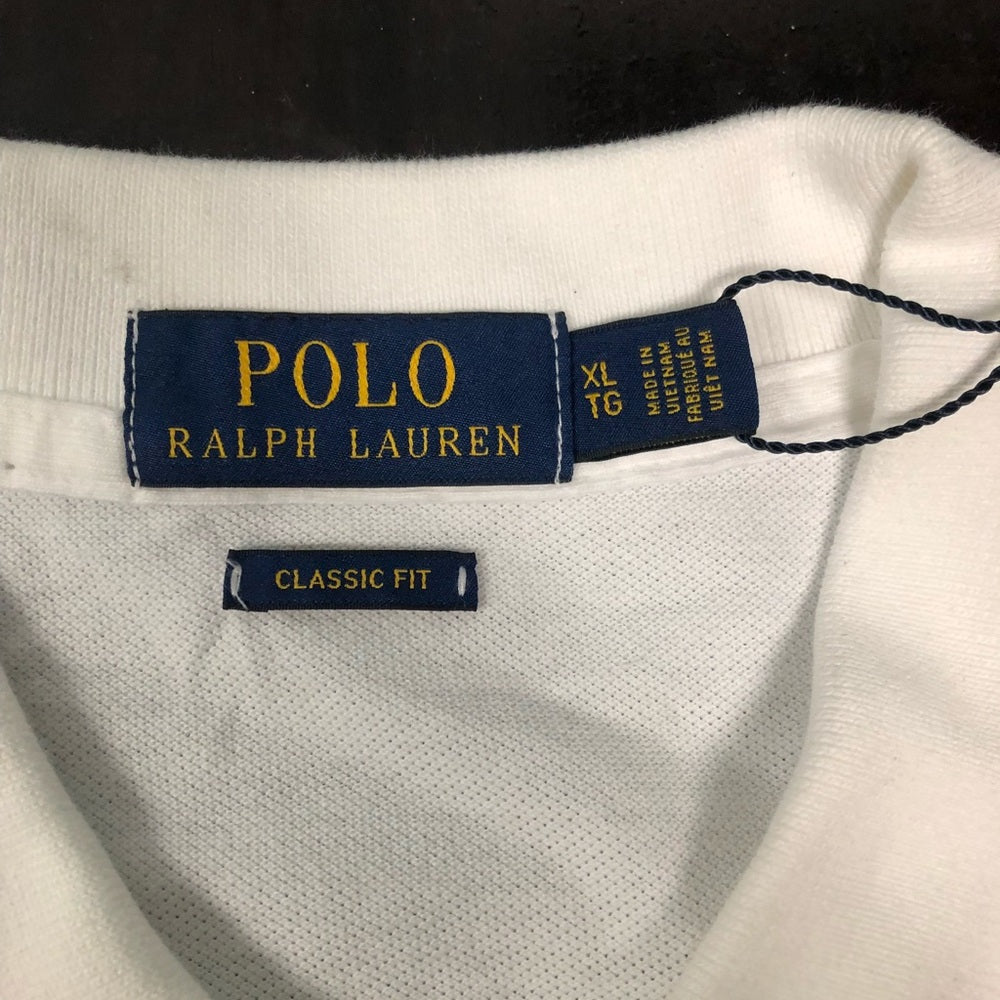 POLO
RALPH LAUREN
XL
TG
MADE IN
VIETNAM
FABRIQUÉ AU
VIÊT NAM
CLASSIC FIT